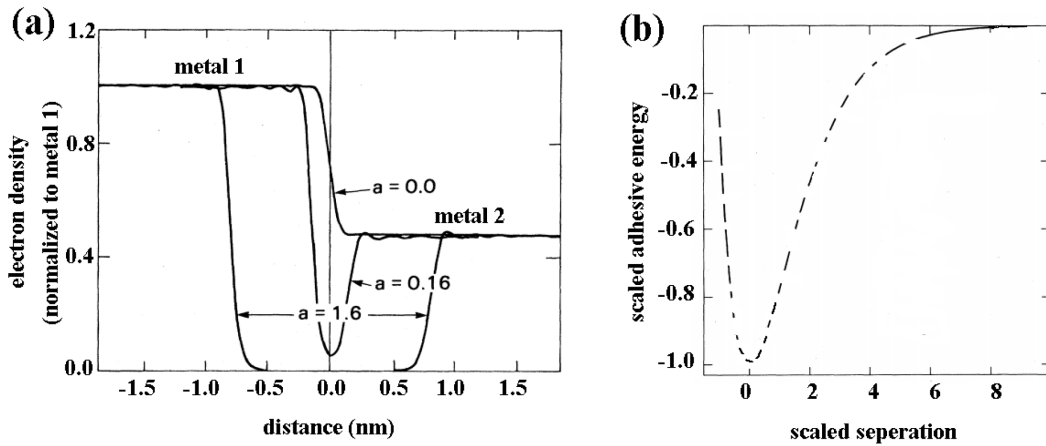 (a)
1.2
0.8
0.4
0.0
electron density
(normalized to metal 1)
metal 1
a = 0.0
metal 2
a = 0.16
a = 1.6
-1.5
-1.0
-0.5
0.0
0.5
1.0
1.5
distance (nm)
(b)
-0.2
-0.4
-0.6
-0.8
-1.0
scaled adhesive energy
0
2
4
6
8
scaled seperation